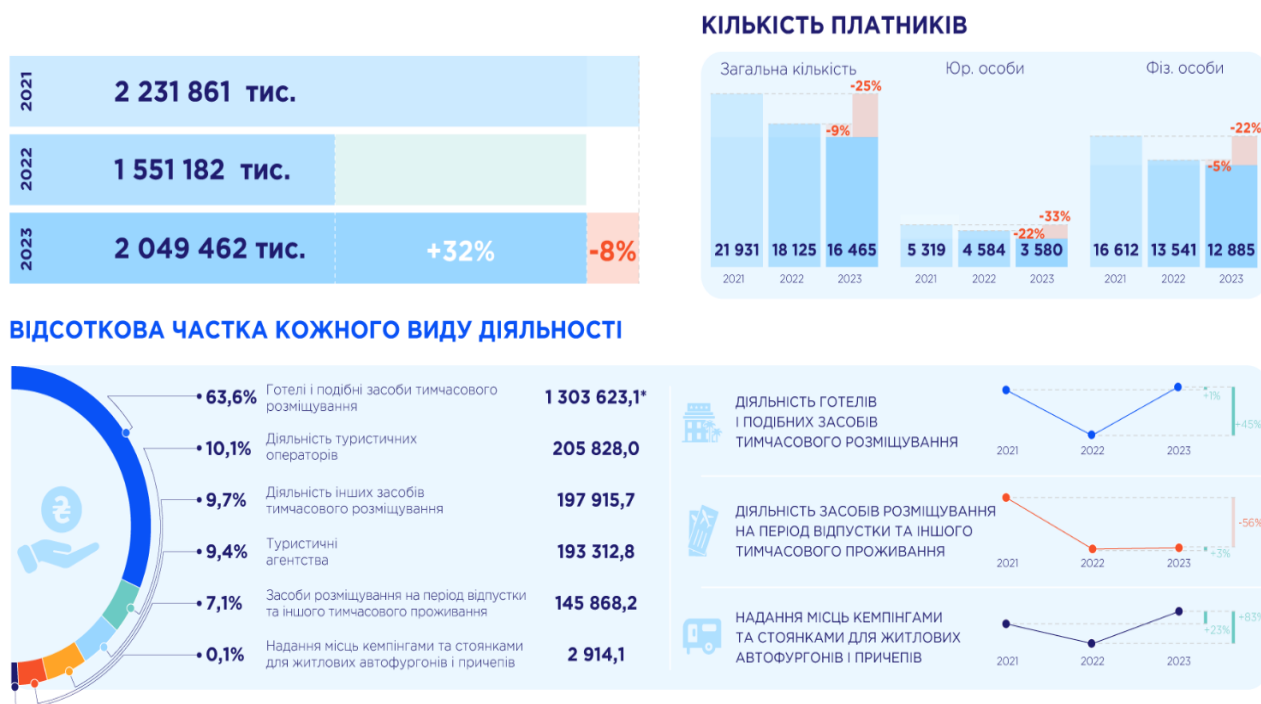 2021
2 231 861 тис.
2022
1 551 182 тис.
2023
2 049 462 тис.
+32%
-8%
КІЛЬКІСТЬ ПЛАТНИКІВ
Загальна кількість
-25%
-9%
21 931
18 125
16 465
2021
2022
2023
Юр. особи
-33%
-22%
5 319
4 584
3 580
2021
2022
2023
Фіз. особи
-22%
-5%
16 612
13 541
12 885
2021
2022
2023
ВІДСОТКОВА ЧАСТКА КОЖНОГО ВИДУ ДІЯЛЬНОСТІ
63,6%
Готелі і подібні засоби тимчасового
розміщування
1 303 623,1*
10,1%
Діяльність туристичних
операторів
205 828,0
9,7%
Діяльність інших засобів
тимчасового розміщування
197 915,7
9,4%
Туристичні
агентства
193 312,8
7,1%
Засоби розміщування на період відпустки
та іншого тимчасового проживання
145 868,2
0,1%
Надання місць кемпінгами та стоянками
для житлових автофургонів і причепів
2 914,1
₴
ДІЯЛЬНІСТЬ ГОТЕЛІВ
І ПОДІБНИХ ЗАСОБІВ
ТИМЧАСОВОГО РОЗМІЩУВАННЯ
+1%
+45%
2021
2022
2023
ДІЯЛЬНІСТЬ ЗАСОБІВ РОЗМІЩУВАННЯ
НА ПЕРІОД ВІДПУСТКИ ТА ІНШОГО
ТИМЧАСОВОГО ПРОЖИВАННЯ
-56%
+3%
2021
2022
2023
НАДАННЯ МІСЦЬ КЕМПІНГАМИ
ТА СТОЯНКАМИ ДЛЯ ЖИТЛОВИХ
АВТОФУРГОНІВ І ПРИЧЕПІВ
+83%
+23%
2021
2022
2023